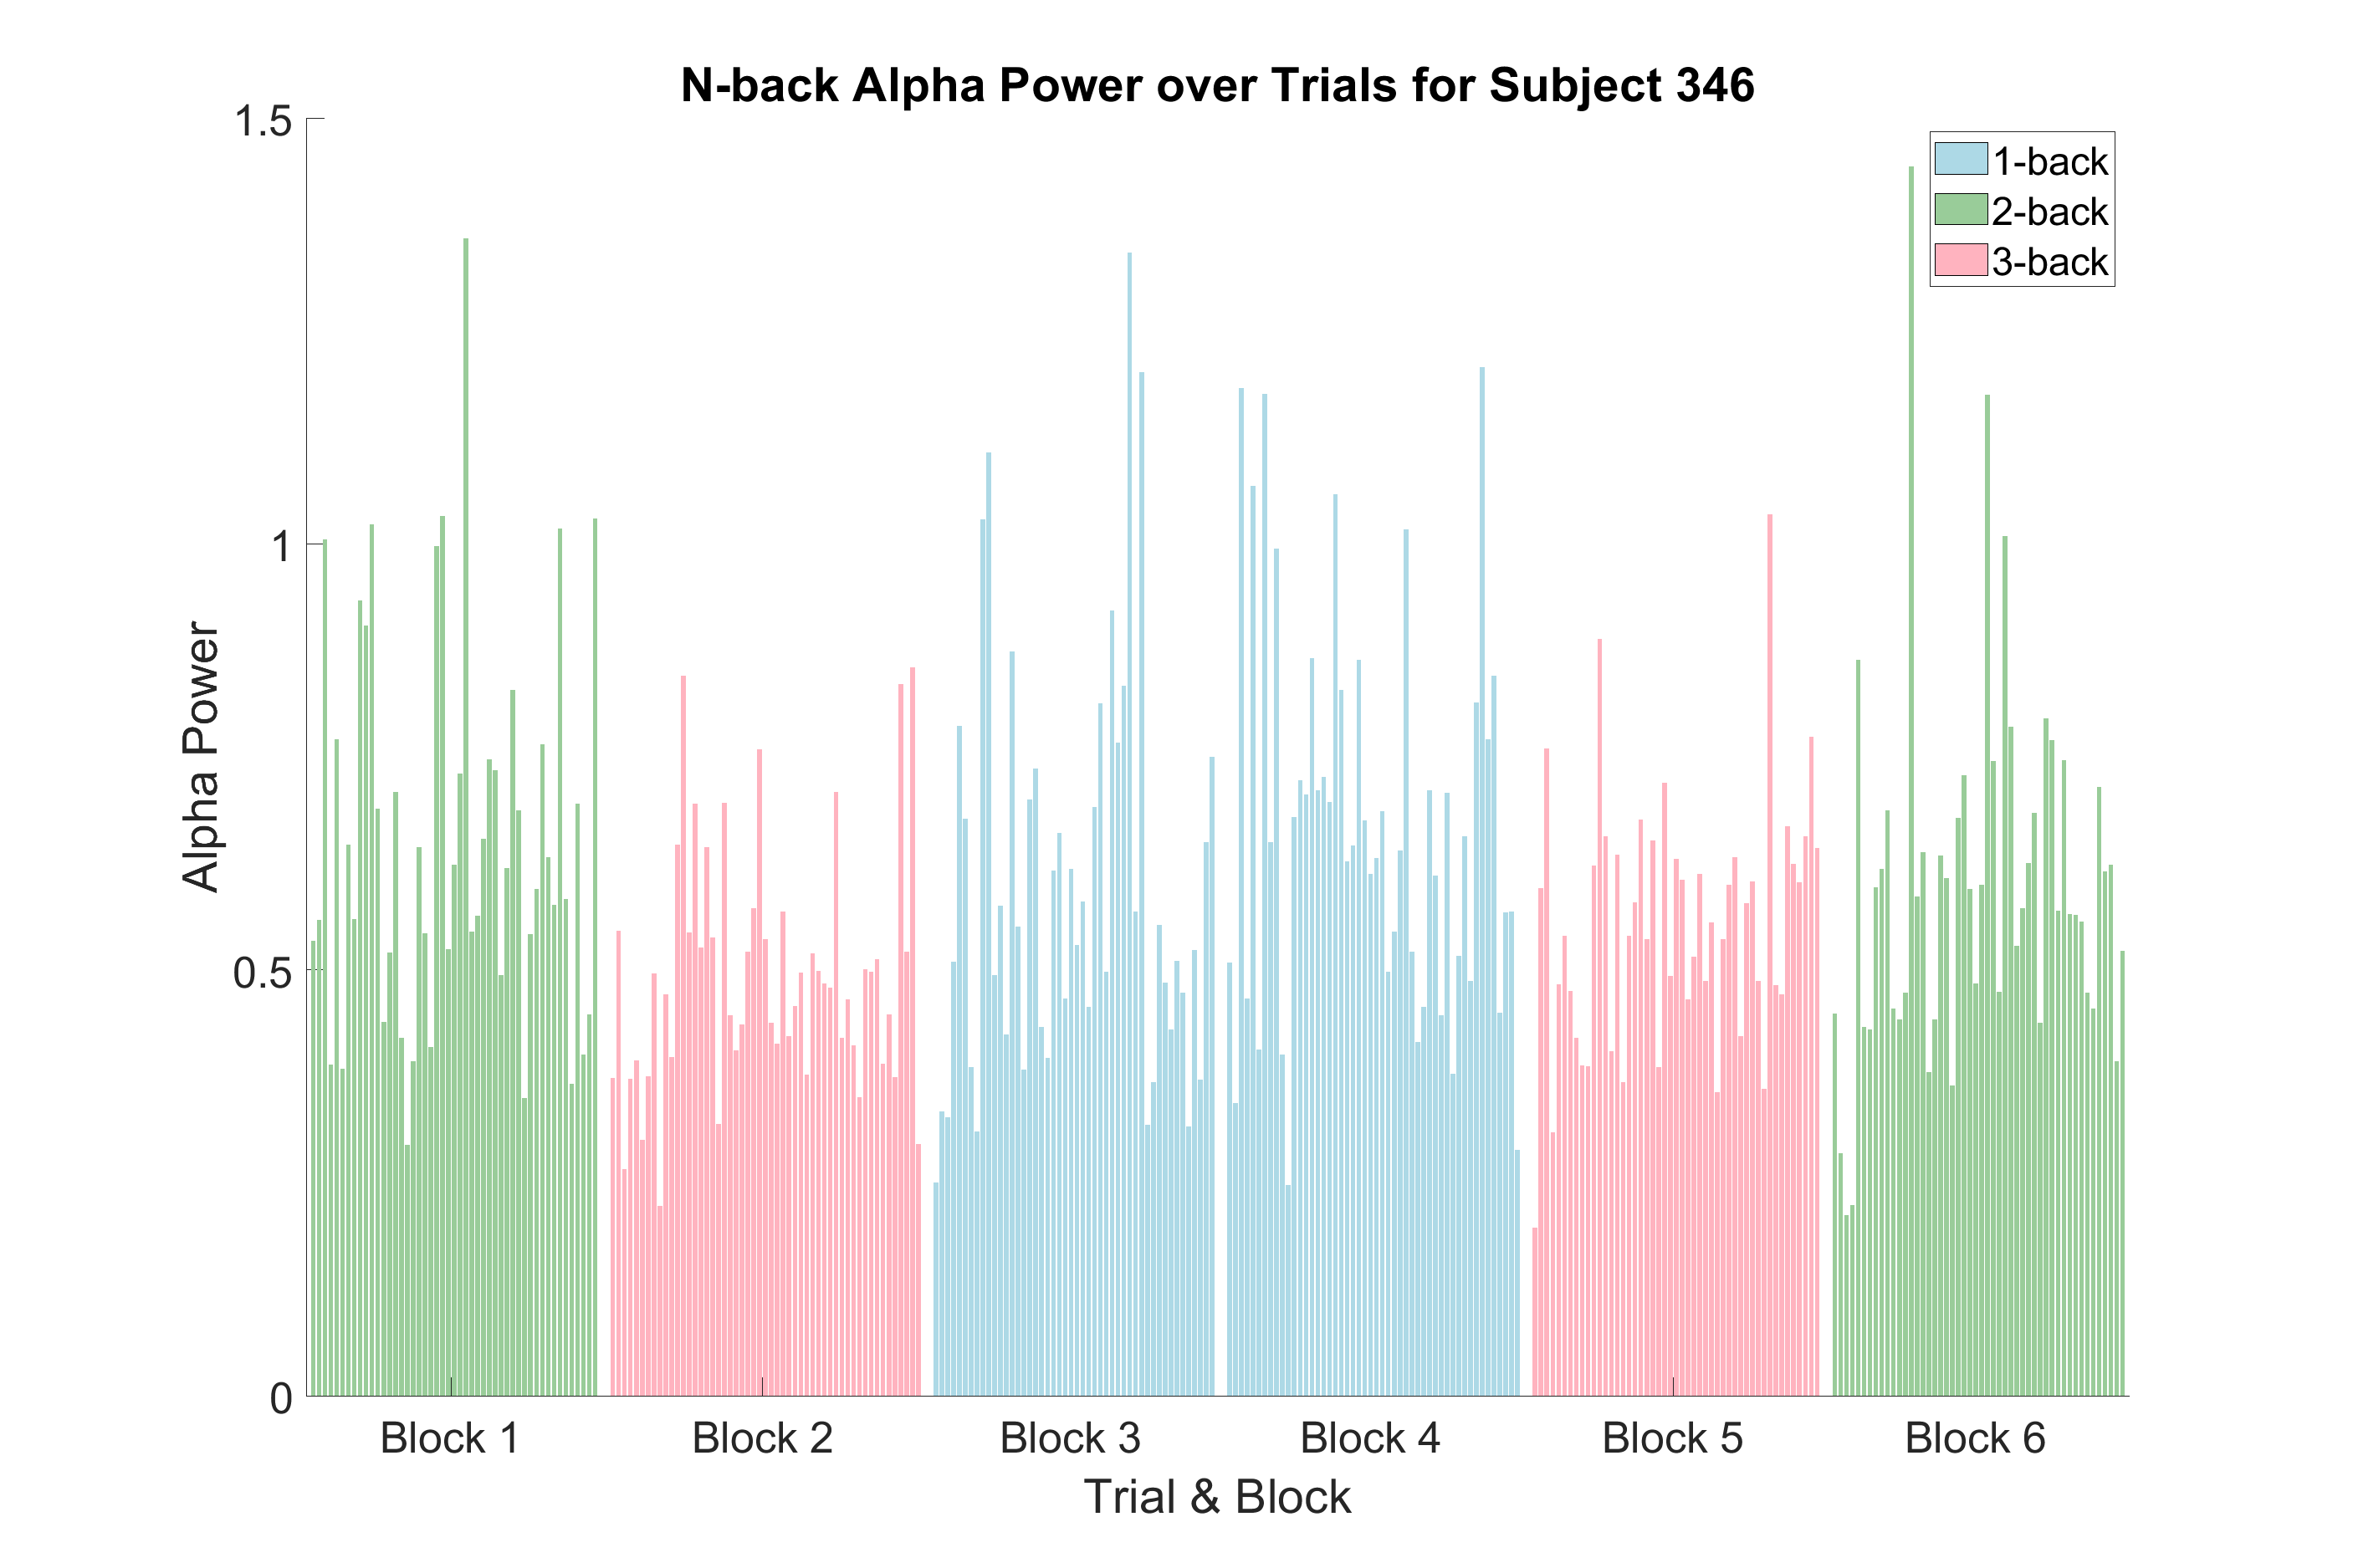 N-back Alpha Power over Trials for Subject 346
1.5
1
0.5
0
Alpha Power
1-back
2-back
3-back
Block 1
Block 2
Block 3
Block 4
Block 5
Block 6
Trial & Block